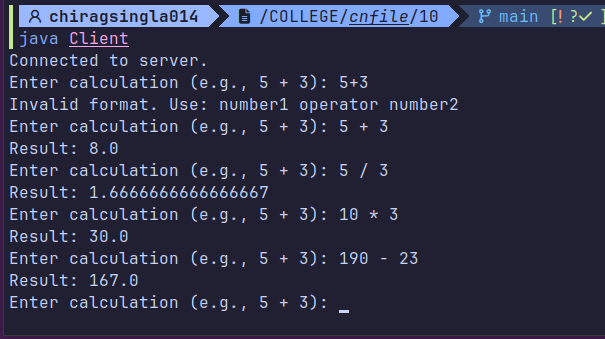 chiragsingla014 /COLLEGE/cnfile/10 main [!?✓]
java Client
Connected to server.
Enter calculation (e.g., 5 + 3): 5+3
Invalid format. Use: number1 operator number2
Enter calculation (e.g., 5 + 3): 5 + 3
Result: 8.0
Enter calculation (e.g., 5 + 3): 5 / 3
Result: 1.6666666666666667
Enter calculation (e.g., 5 + 3): 10 * 3
Result: 30.0
Enter calculation (e.g., 5 + 3): 190 - 23
Result: 167.0
Enter calculation (e.g., 5 + 3): _